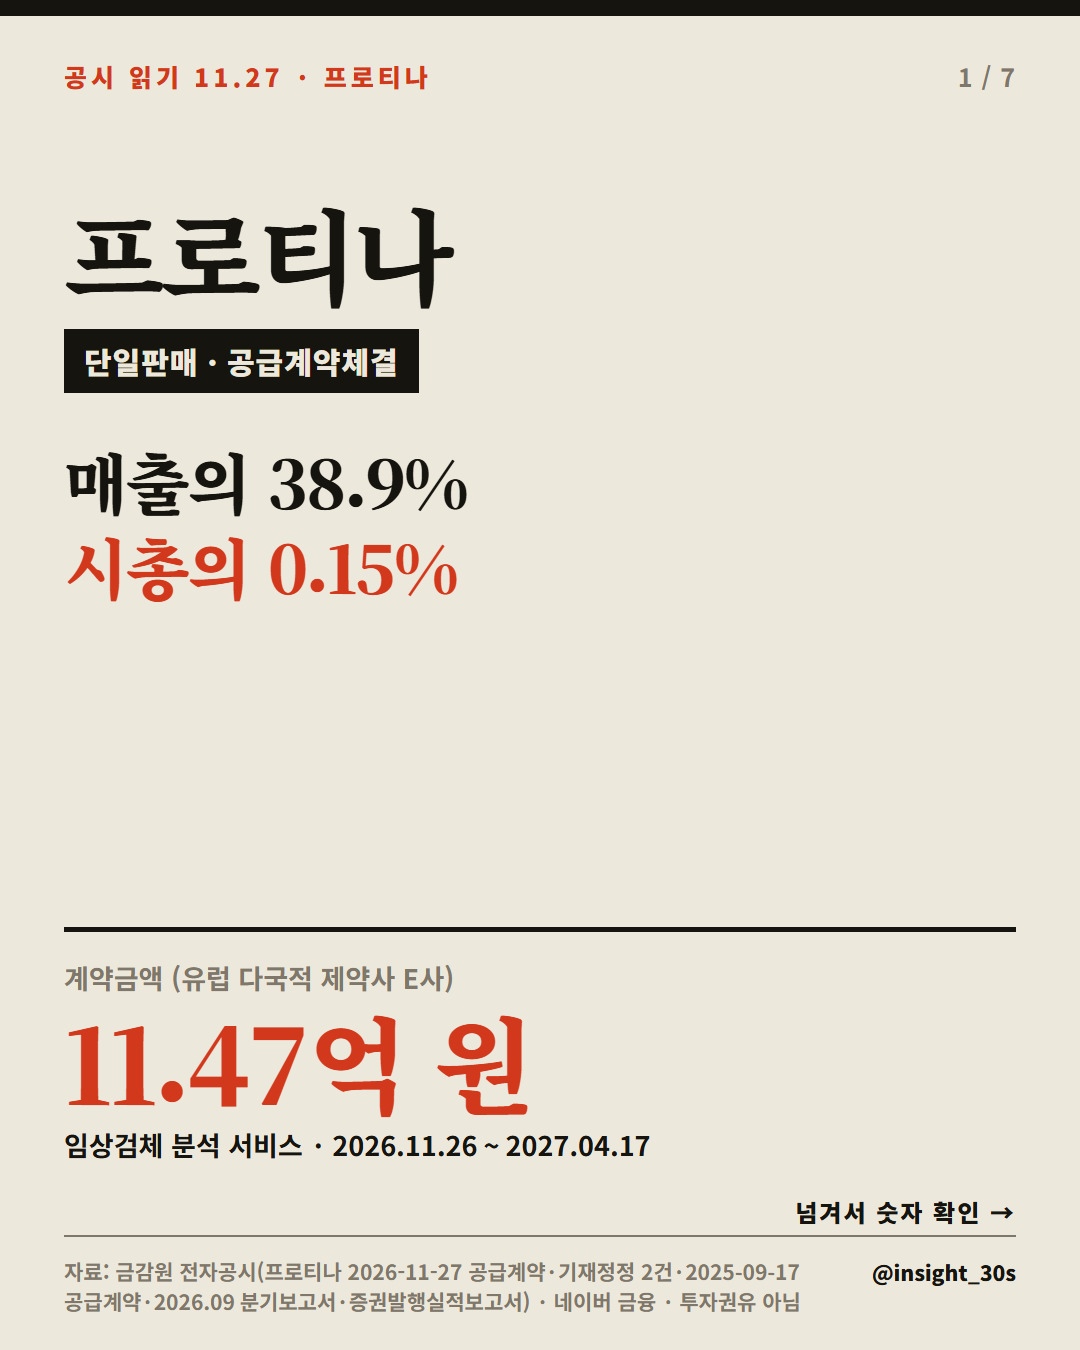 공시 읽기 11.27 · 프로티나
1 / 7
프로티나
단일판매 · 공급계약체결
매출의 38.9%
시총의 0.15%
계약금액 (유럽 다국적 제약사 E사)
11.47억 원
임상검체 분석 서비스 · 2026.11.26 ~ 2027.04.17
넘겨서 숫자 확인 →
자료: 금감원 전자공시(프로티나 2026-11-27 공급계약·기재정정 2건·2025-09-17
공급계약·2026.09 분기보고서·증권발행실적보고서) · 네이버 금융 · 투자권유 아님
@insight_30s